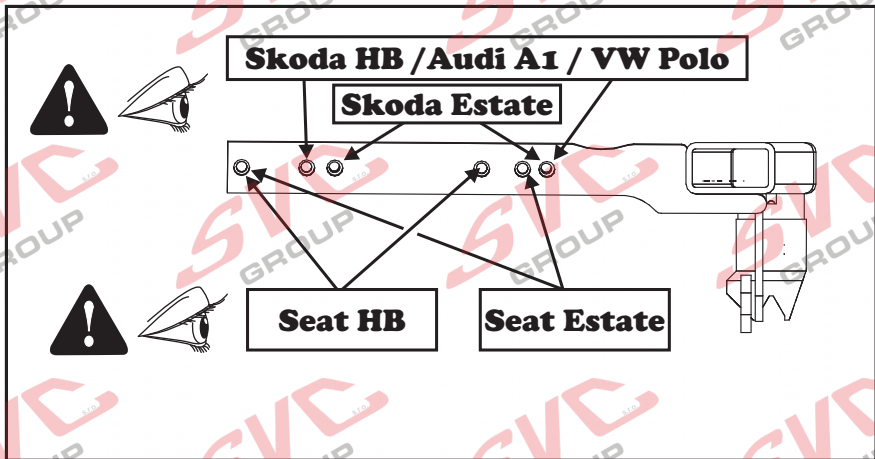 Skoda HB /Audi A1 / VW Polo
Skoda Estate
Seat HB
Seat Estate
SVC
s.r.o.
GROUP